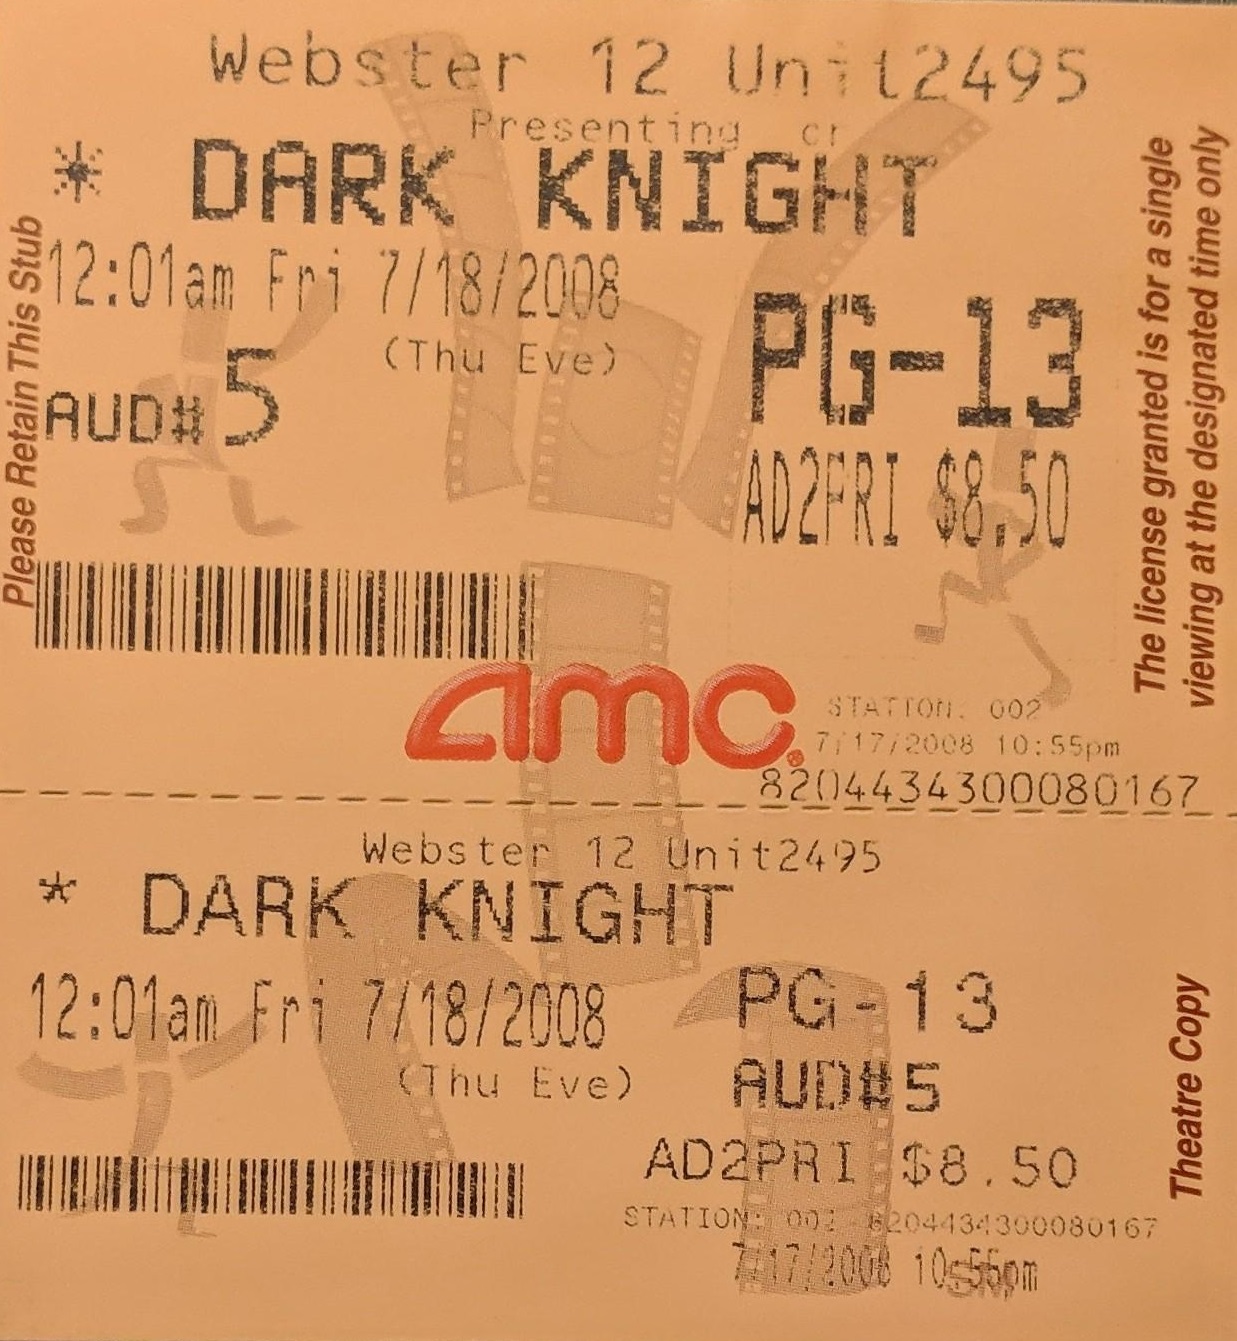 Webster 12 Unit2495
Presenting
* DARK KNIGHT
12:01am Fri 7/18/2008
(Thu Eve)
PG-13
AUD#5
AD2PRI $8.50
Please Retain This Stub
The license granted is for a single
viewing at the designated time only
amc
STATION: 002
7/17/2008 10:55pm
8204434300080167
Webster 12 Unit2495
* DARK KNIGHT
12:01am Fri 7/18/2008
(Thu Eve)
PG-13
AUD#5
AD2PRI $8.50
STATION: 002 8204434300080167
7/17/2008 10:55pm
Theatre Copy